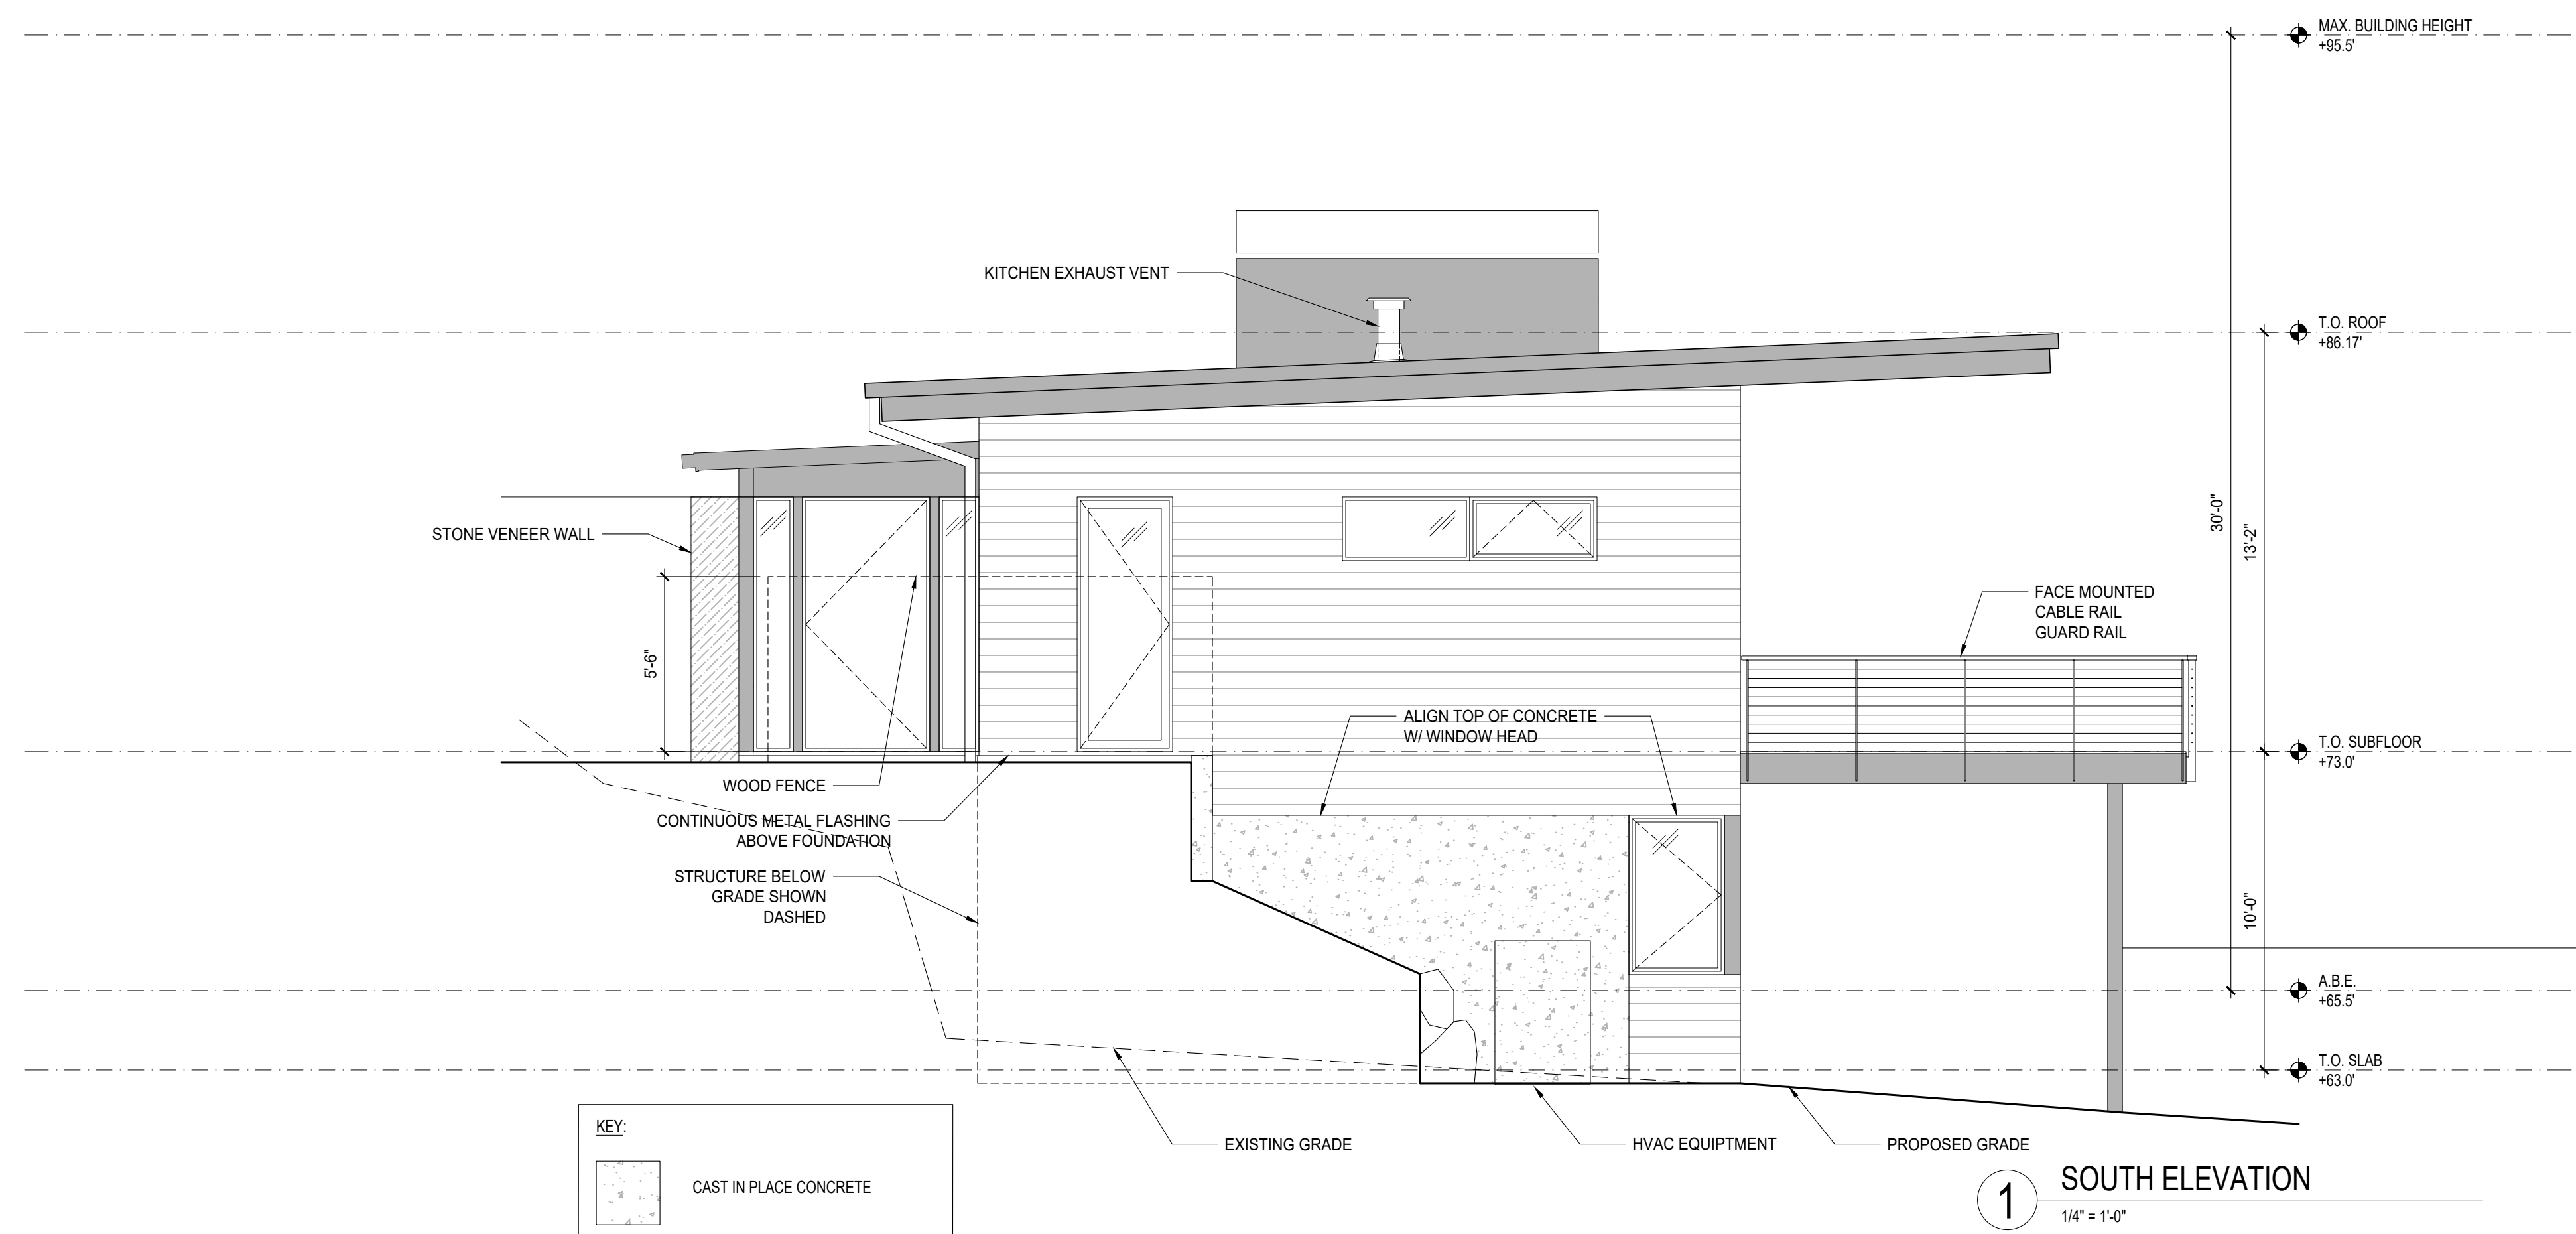 MAX. BUILDING HEIGHT
+95.5'
KITCHEN EXHAUST VENT
T.O. ROOF
+86.17'
STONE VENEER WALL
30'-0"
13'-2"
FACE MOUNTED
CABLE RAIL
GUARD RAIL
5'-6"
ALIGN TOP OF CONCRETE
W/ WINDOW HEAD
T.O. SUBFLOOR
+73.0'
WOOD FENCE
CONTINUOUS METAL FLASHING
ABOVE FOUNDATION
STRUCTURE BELOW
GRADE SHOWN
DASHED
10'-0"
A.B.E.
+65.5'
T.O. SLAB
+63.0'
KEY:
CAST IN PLACE CONCRETE
EXISTING GRADE
HVAC EQUIPTMENT
PROPOSED GRADE
1
SOUTH ELEVATION
1/4" = 1'-0"